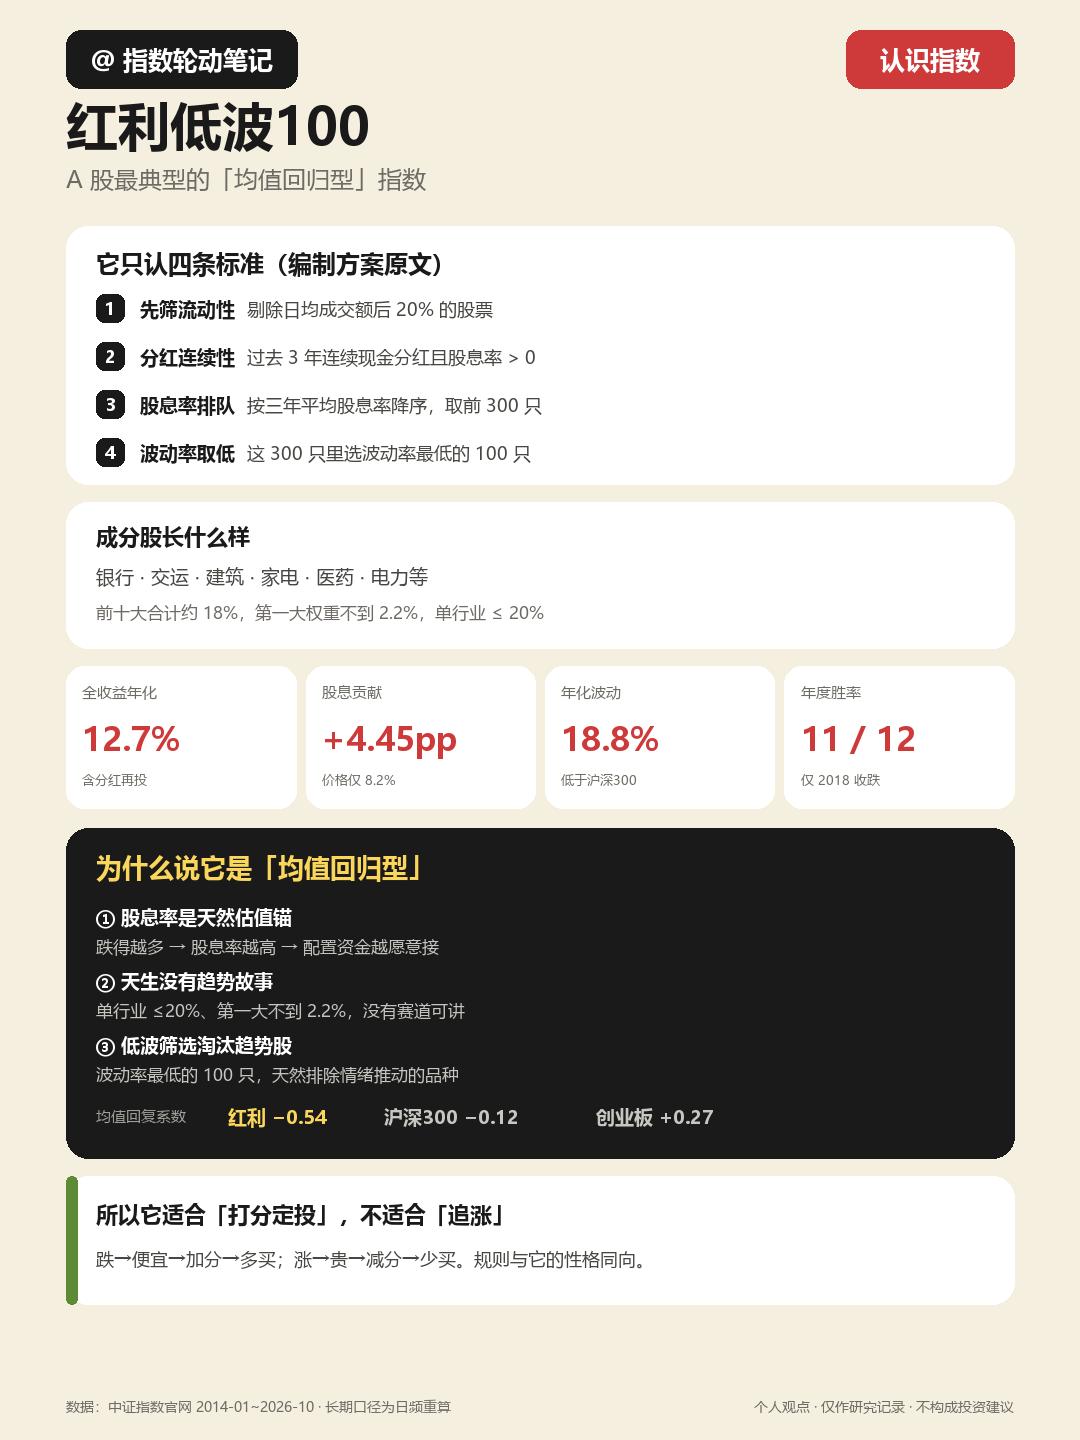 @ 指数轮动笔记
认识指数
红利低波100
A 股最典型的「均值回归型」指数
它只认四条标准（编制方案原文）
1 先筛流动性 剔除日均成交额后 20% 的股票
2 分红连续性 过去 3 年连续现金分红且股息率 > 0
3 股息率排队 按三年平均股息率降序，取前 300 只
4 波动率取低 这 300 只里选波动率最低的 100 只
成分股长什么样
银行 · 交运 · 建筑 · 家电 · 医药 · 电力等
前十大合计约 18%，第一大权重不到 2.2%，单行业 ≤ 20%
全收益年化
12.7%
含分红再投
股息贡献
+4.45pp
价格仅 8.2%
年化波动
18.8%
低于沪深300
年度胜率
11 / 12
仅 2018 收跌
为什么说它是「均值回归型」
① 股息率是天然估值锚
跌得越多 → 股息率越高 → 配置资金越愿意接
② 天生没有趋势故事
单行业 ≤20%、第一大不到 2.2%，没有赛道可讲
③ 低波筛选淘汰趋势股
波动率最低的 100 只，天然排除情绪推动的品种
均值回复系数 红利 −0.54 沪深300 −0.12 创业板 +0.27
所以它适合「打分定投」，不适合「追涨」
跌→便宜→加分→多买；涨→贵→减分→少买。规则与它的性格同向。
数据：中证指数官网 2014-01~2026-10 · 长期口径为日频重算
个人观点 · 仅作研究记录 · 不构成投资建议